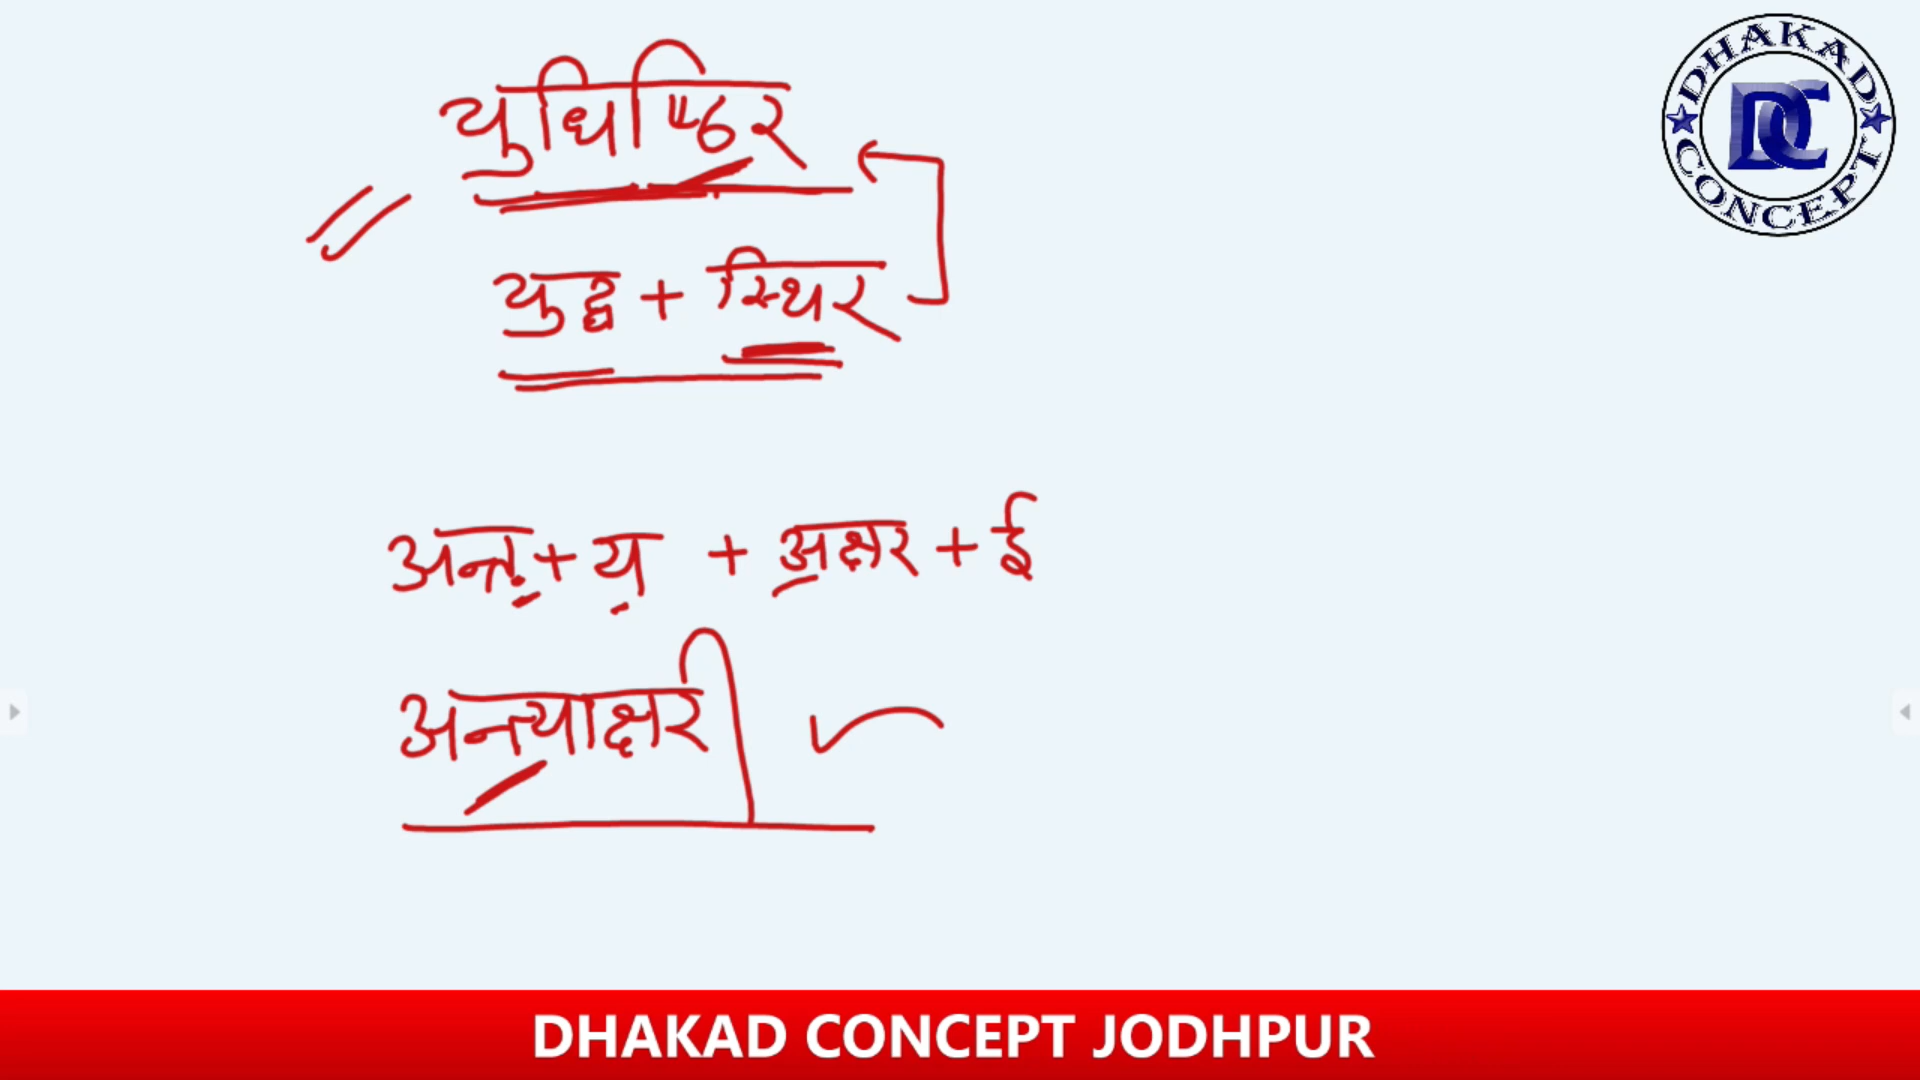 युधिष्ठिर
युद्ध + स्थिर
अन्त् + य + अक्षर + ई
अन्त्याक्षरी
DHAKAD CONCEPT
DC
DHAKAD CONCEPT JODHPUR